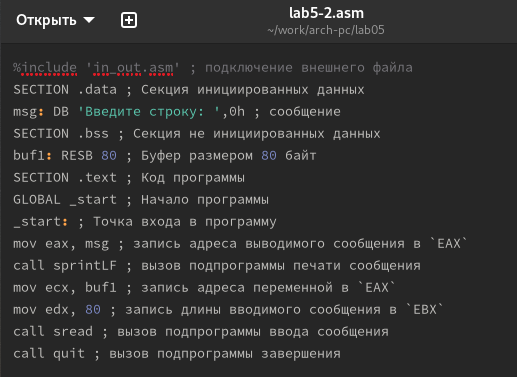 Открыть
lab5-2.asm
~/work/arch-pc/lab05
%include 'in_out.asm' ; подключение внешнего файла
SECTION .data ; Секция инициированных данных
msg: DB 'Введите строку: ',0h ; сообщение
SECTION .bss ; Секция не инициированных данных
buf1: RESB 80 ; Буфер размером 80 байт
SECTION .text ; Код программы
GLOBAL _start ; Начало программы
_start: ; Точка входа в программу
mov eax, msg ; запись адреса выводимого сообщения в `EAX`
call sprintLF ; вызов подпрограммы печати сообщения
mov ecx, buf1 ; запись адреса переменной в `EAX`
mov edx, 80 ; запись длины вводимого сообщения в `EBX`
call sread ; вызов подпрограммы ввода сообщения
call quit ; вызов подпрограммы завершения